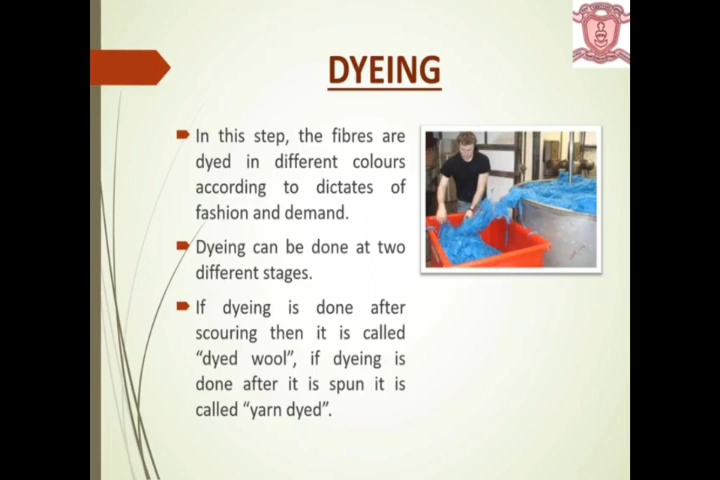 DYEING
In this step, the fibres are
dyed in different colours
according to dictates of
fashion and demand.
Dyeing can be done at two
different stages.
If dyeing is done after
scouring then it is called
“dyed wool”, if dyeing is
done after it is spun it is
called “yarn dyed”.